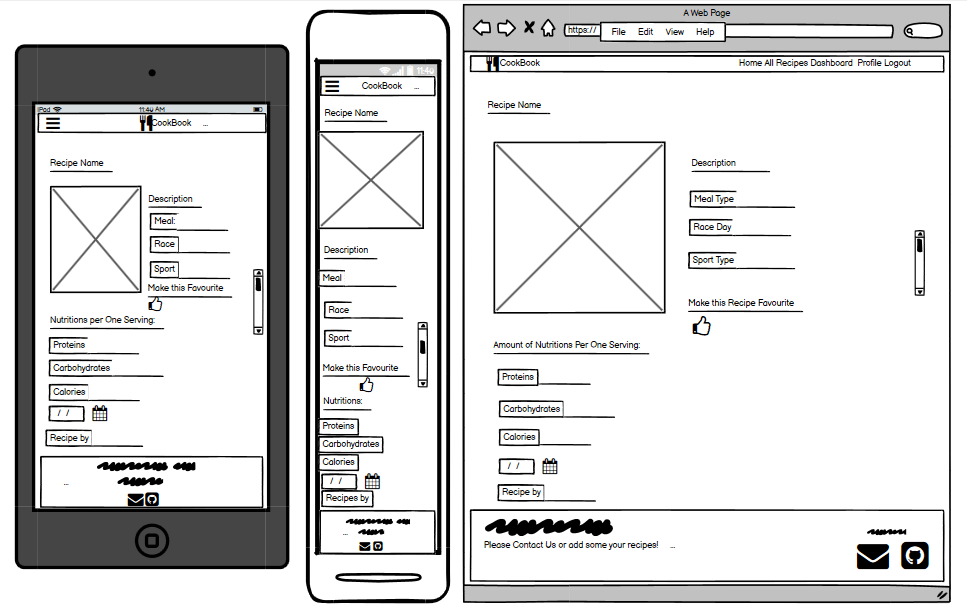 iPad
11:40 AM
CookBook ...
Recipe Name
Description
Meal:
Race
Sport
Make this Favourite
Nutritions per One Serving:
Proteins
Carbohydrates
Calories
/ /
Recipe by
...
11:40
CookBook ...
Recipe Name
Description
Meal
Race
Sport
Make this Favourite
Nutritions:
Proteins
Carbohydrates
Calories
/ /
Recipes by
...
A Web Page
https://
File Edit View Help
CookBook
Home All Recipes Dashboard Profile Logout
Recipe Name
Description
Meal Type
Race Day
Sport Type
Make this Recipe Favourite
Amount of Nutritions Per One Serving:
Proteins
Carbohydrates
Calories
/ /
Recipe by
Please Contact Us or add some your recipes! ...